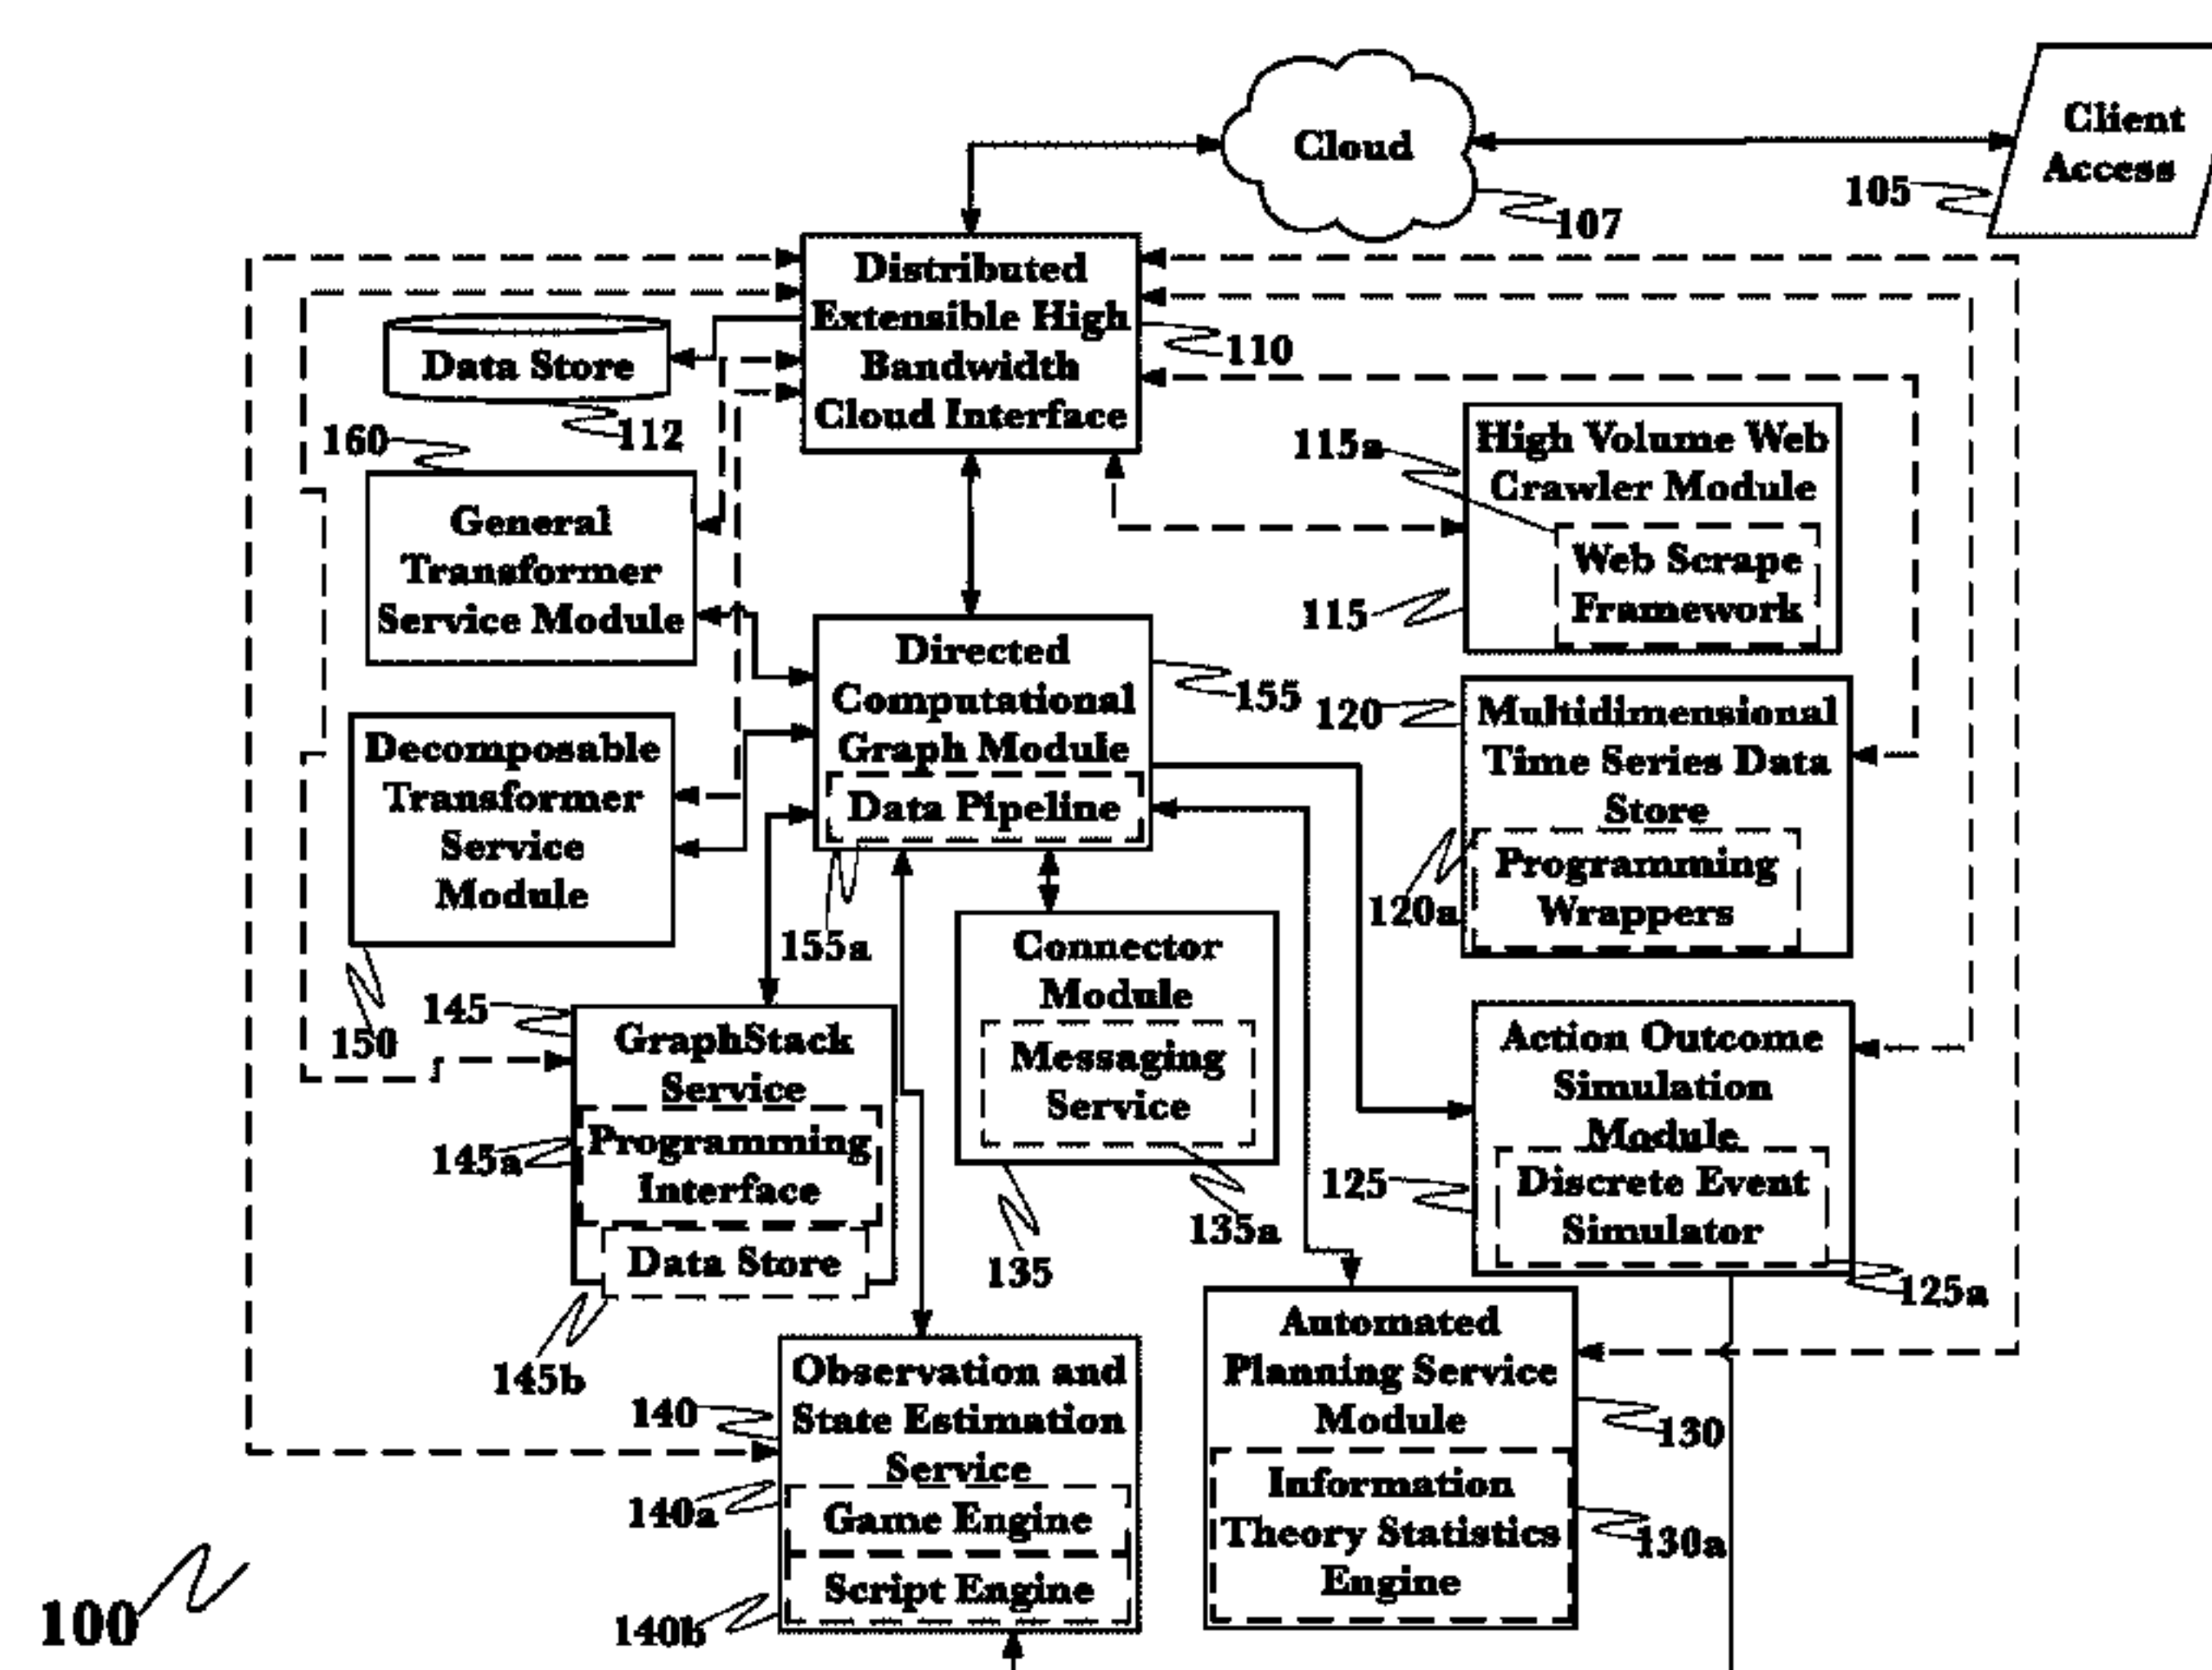 Cloud
Client
Access
105
107
Distributed
Extensible High
Bandwidth
Cloud Interface
110
Data Store
112
160
General
Transformer
Service Module
115a
High Volume Web
Crawler Module
Web Scrape
Framework
115
Directed
Computational
Graph Module
Data Pipeline
155
155a
120
Multidimensional
Time Series Data
Store
Programming
Wrappers
120a
Decomposable
Transformer
Service
Module
150
145
GraphStack
Service
Programming
Interface
Data Store
145a
145b
Connector
Module
Messaging
Service
135
135a
Action Outcome
Simulation
Module
Discrete Event
Simulator
125
125a
Observation and
State Estimation
Service
Game Engine
Script Engine
140
140a
140b
Automated
Planning Service
Module
Information
Theory Statistics
Engine
130
130a
100